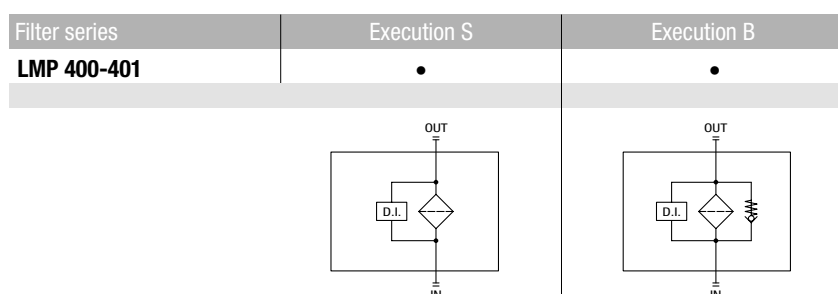 Filter series Execution S Execution B
LMP 400-401 • •
OUT OUT
D.I. D.I.
IN IN